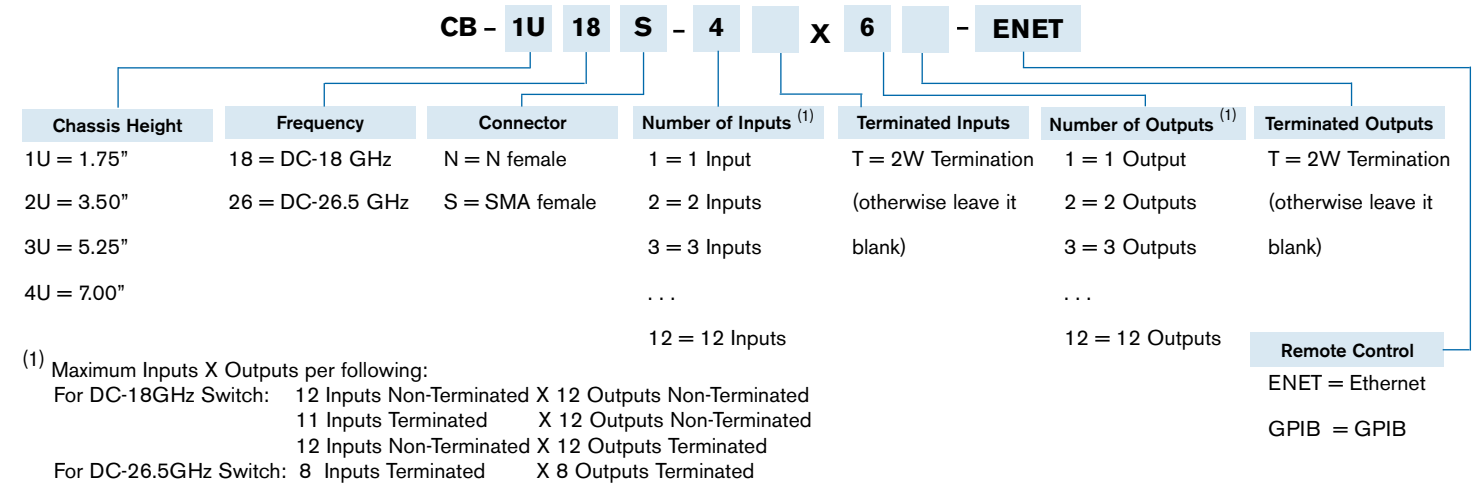 CB – 1U 18 S – 4 X 6 – ENET
Chassis Height Frequency Connector Number of Inputs (1) Terminated Inputs Number of Outputs (1) Terminated Outputs
1U = 1.75” 18 = DC-18 GHz N = N female 1 = 1 Input T = 2W Termination 1 = 1 Output T = 2W Termination
2U = 3.50” 26 = DC-26.5 GHz S = SMA female 2 = 2 Inputs (otherwise leave it 2 = 2 Outputs (otherwise leave it
3U = 5.25” 3 = 3 Inputs blank) 3 = 3 Outputs blank)
4U = 7.00” . . . . . .
12 = 12 Inputs 12 = 12 Outputs
Remote Control
ENET = Ethernet
GPIB = GPIB
(1) Maximum Inputs X Outputs per following:
For DC-18GHz Switch: 12 Inputs Non-Terminated X 12 Outputs Non-Terminated
11 Inputs Terminated X 12 Outputs Non-Terminated
12 Inputs Non-Terminated X 12 Outputs Terminated
For DC-26.5GHz Switch: 8 Inputs Terminated X 8 Outputs Terminated